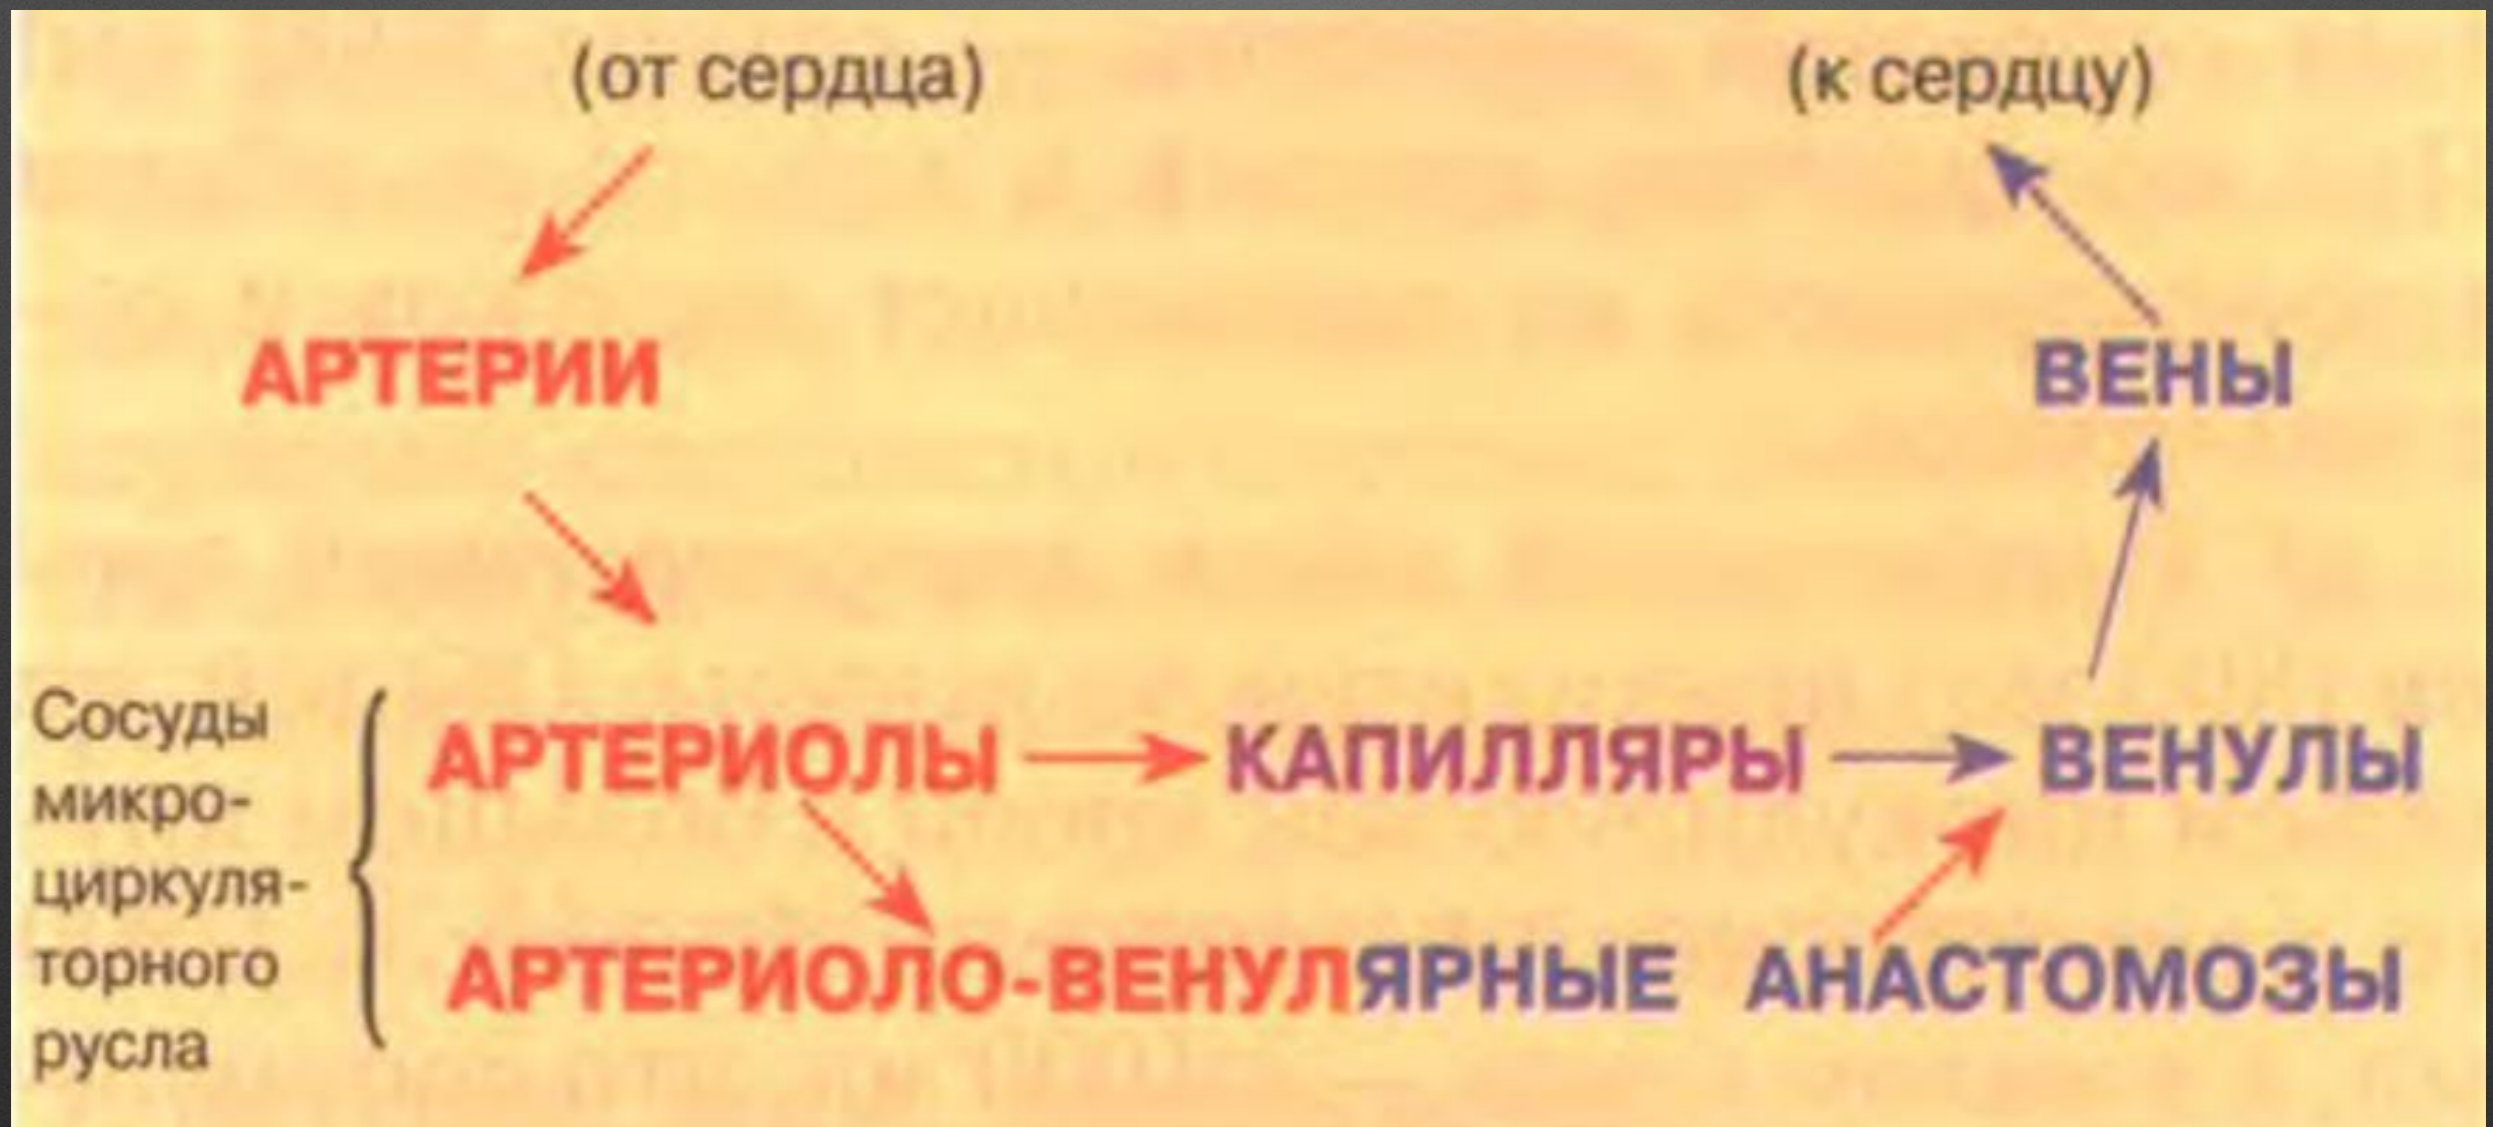 (от сердца)
(к сердцу)
АРТЕРИИ
ВЕНЫ
Сосуды
микро-
циркуля-
торного
русла
АРТЕРИОЛЫ
КАПИЛЛЯРЫ
ВЕНУЛЫ
АРТЕРИОЛО-ВЕНУЛЯРНЫЕ АНАСТОМОЗЫ